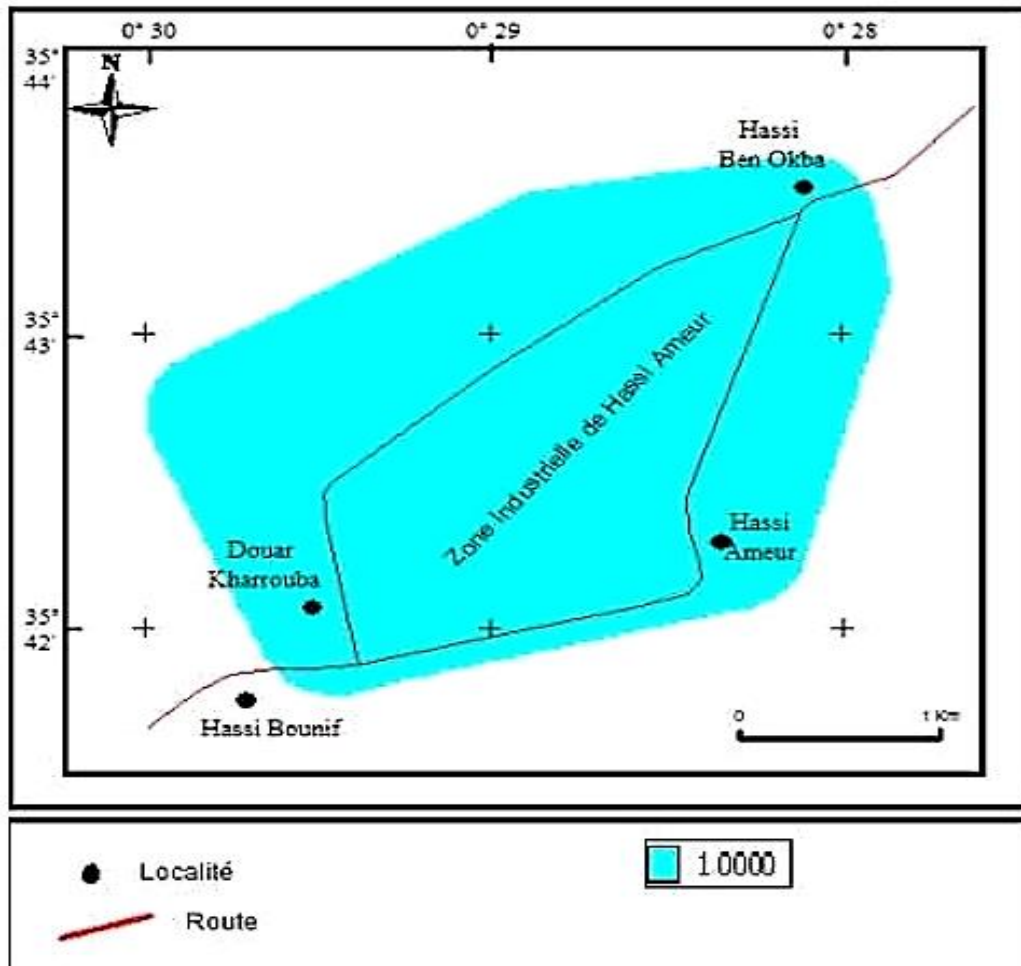 0° 30
0° 29
0° 28
35°
44'
N
Hassi
Ben Okba
35°
43'
Zone Industrielle de Hassi Ameur
Hassi
Ameur
Douar
Kharrouba
35°
42'
Hassi Bounif
0
1 Km
Localité
1.0000
Route